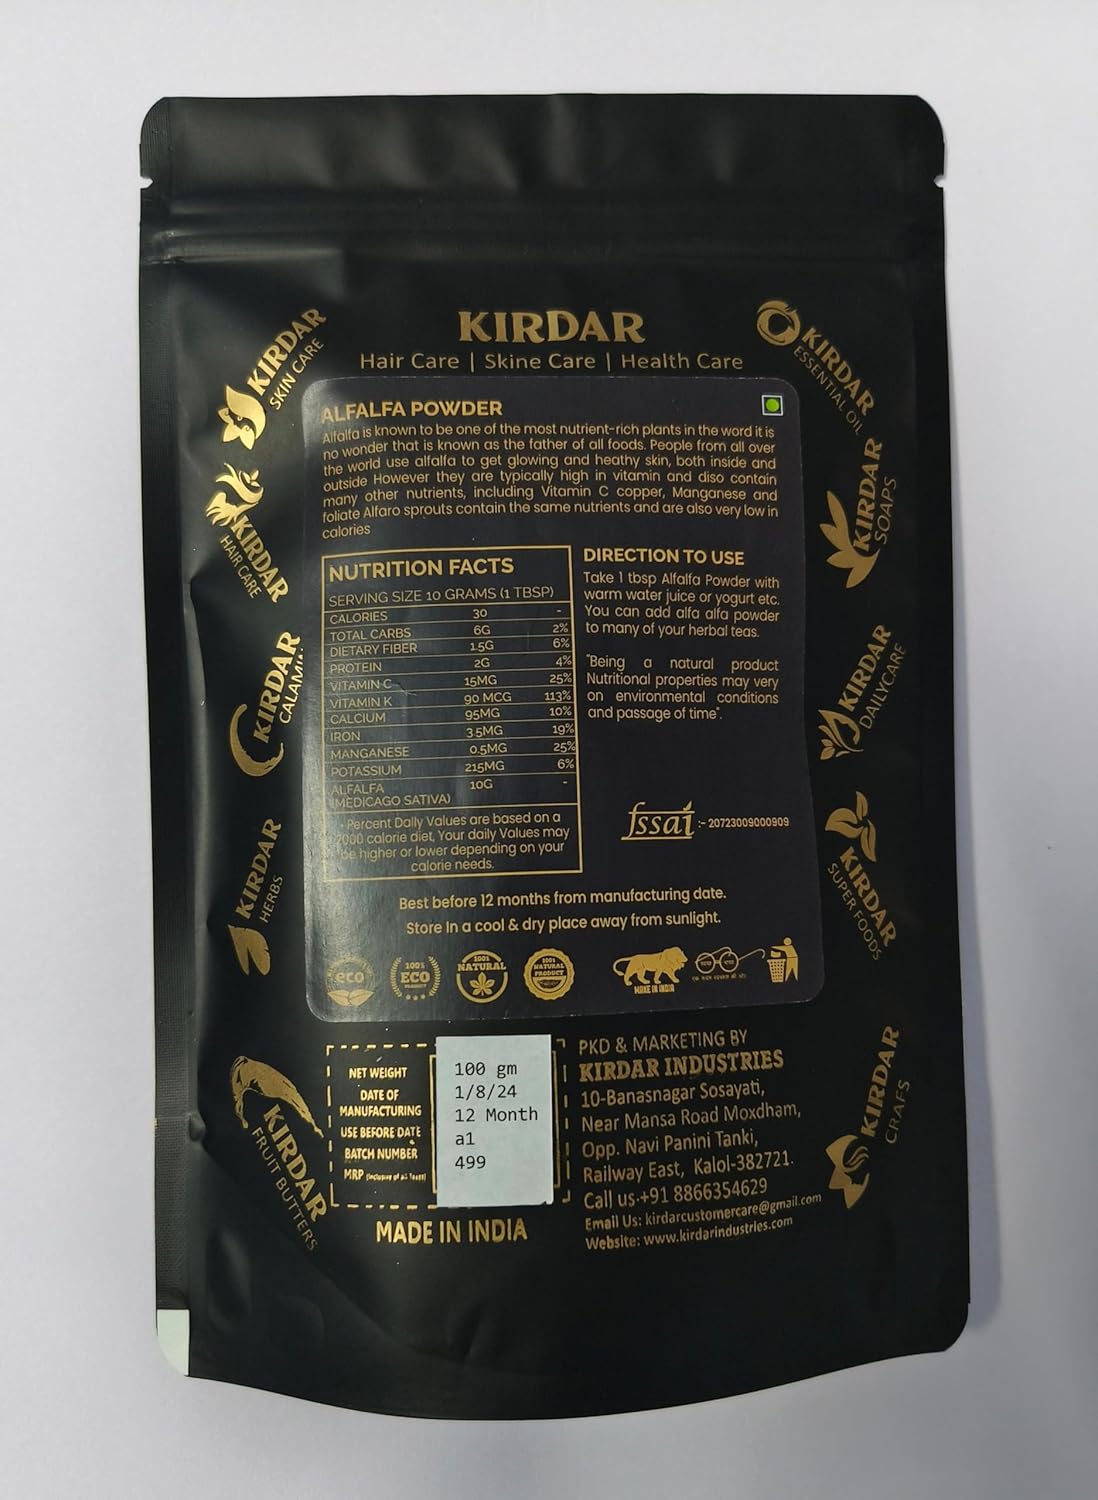 KIRDAR
Hair Care | Skine Care | Health Care
KIRDAR
SKIN CARE
KIRDAR
HAIR CARE
KIRDAR
KIRDAR
HERBS
KIRDAR
FRUIT BUTTERS
KIRDAR
ESSENTIAL OIL
KIRDAR
SOAPS
KIRDAR
DAILYCARE
KIRDAR
SUPER FOODS
KIRDAR
CRAFS
ALFALFA POWDER
Alfalfa is known to be one of the most nutrient-rich plants in the word it is
no wonder that is known as the father of all foods. People from all over
the world use alfalfa to get glowing and heathy skin, both inside and
outside However they are typically high in vitamin and diso contain
many other nutrients, including Vitamin C copper, Manganese and
foliate Alfaro sprouts contain the same nutrients and are also very low in
calories
NUTRITION FACTS
SERVING SIZE 10 GRAMS (1 TBSP)
CALORIES 30 -
TOTAL CARBS 6G 2%
DIETARY FIBER 1.5G 6%
PROTEIN 2G 4%
VITAMIN C 15MG 25%
VITAMIN K 90 MCG 113%
CALCIUM 95MG 10%
IRON 3.5MG 19%
MANGANESE 0.5MG 25%
POTASSIUM 215MG 6%
ALFALFA 10G -
(MEDICAGO SATIVA)
• Percent Daily Values are based on a
2000 calorie diet, Your daily Values may
be higher or lower depending on your
calorie needs.
DIRECTION TO USE
Take 1 tbsp Alfalfa Powder with
warm water juice or yogurt etc.
You can add alfa alfa powder
to many of your herbal teas.
"Being a natural product
Nutritional properties may very
on environmental conditions
and passage of time".
fssai :- 20723009000909
Best before 12 months from manufacturing date.
Store In a cool & dry place away from sunlight.
eco
100%
ECO
PRODUCT
100%
NATURAL
100%
NATURAL
PRODUCT
MAKE IN INDIA
NET WEIGHT 100 gm
DATE OF
MANUFACTURING 1/8/24
USE BEFORE DATE 12 Month
BATCH NUMBER a1
MRP (Inclusive of all Taxes) 499
MADE IN INDIA
PKD & MARKETING BY
KIRDAR INDUSTRIES
10-Banasnagar Sosayati,
Near Mansa Road Moxdham,
Opp. Navi Panini Tanki,
Railway East, Kalol-382721.
Call us-+91 8866354629
Email Us: kirdarcustomercare@gmail.com
Website: www.kirdarindustries.com